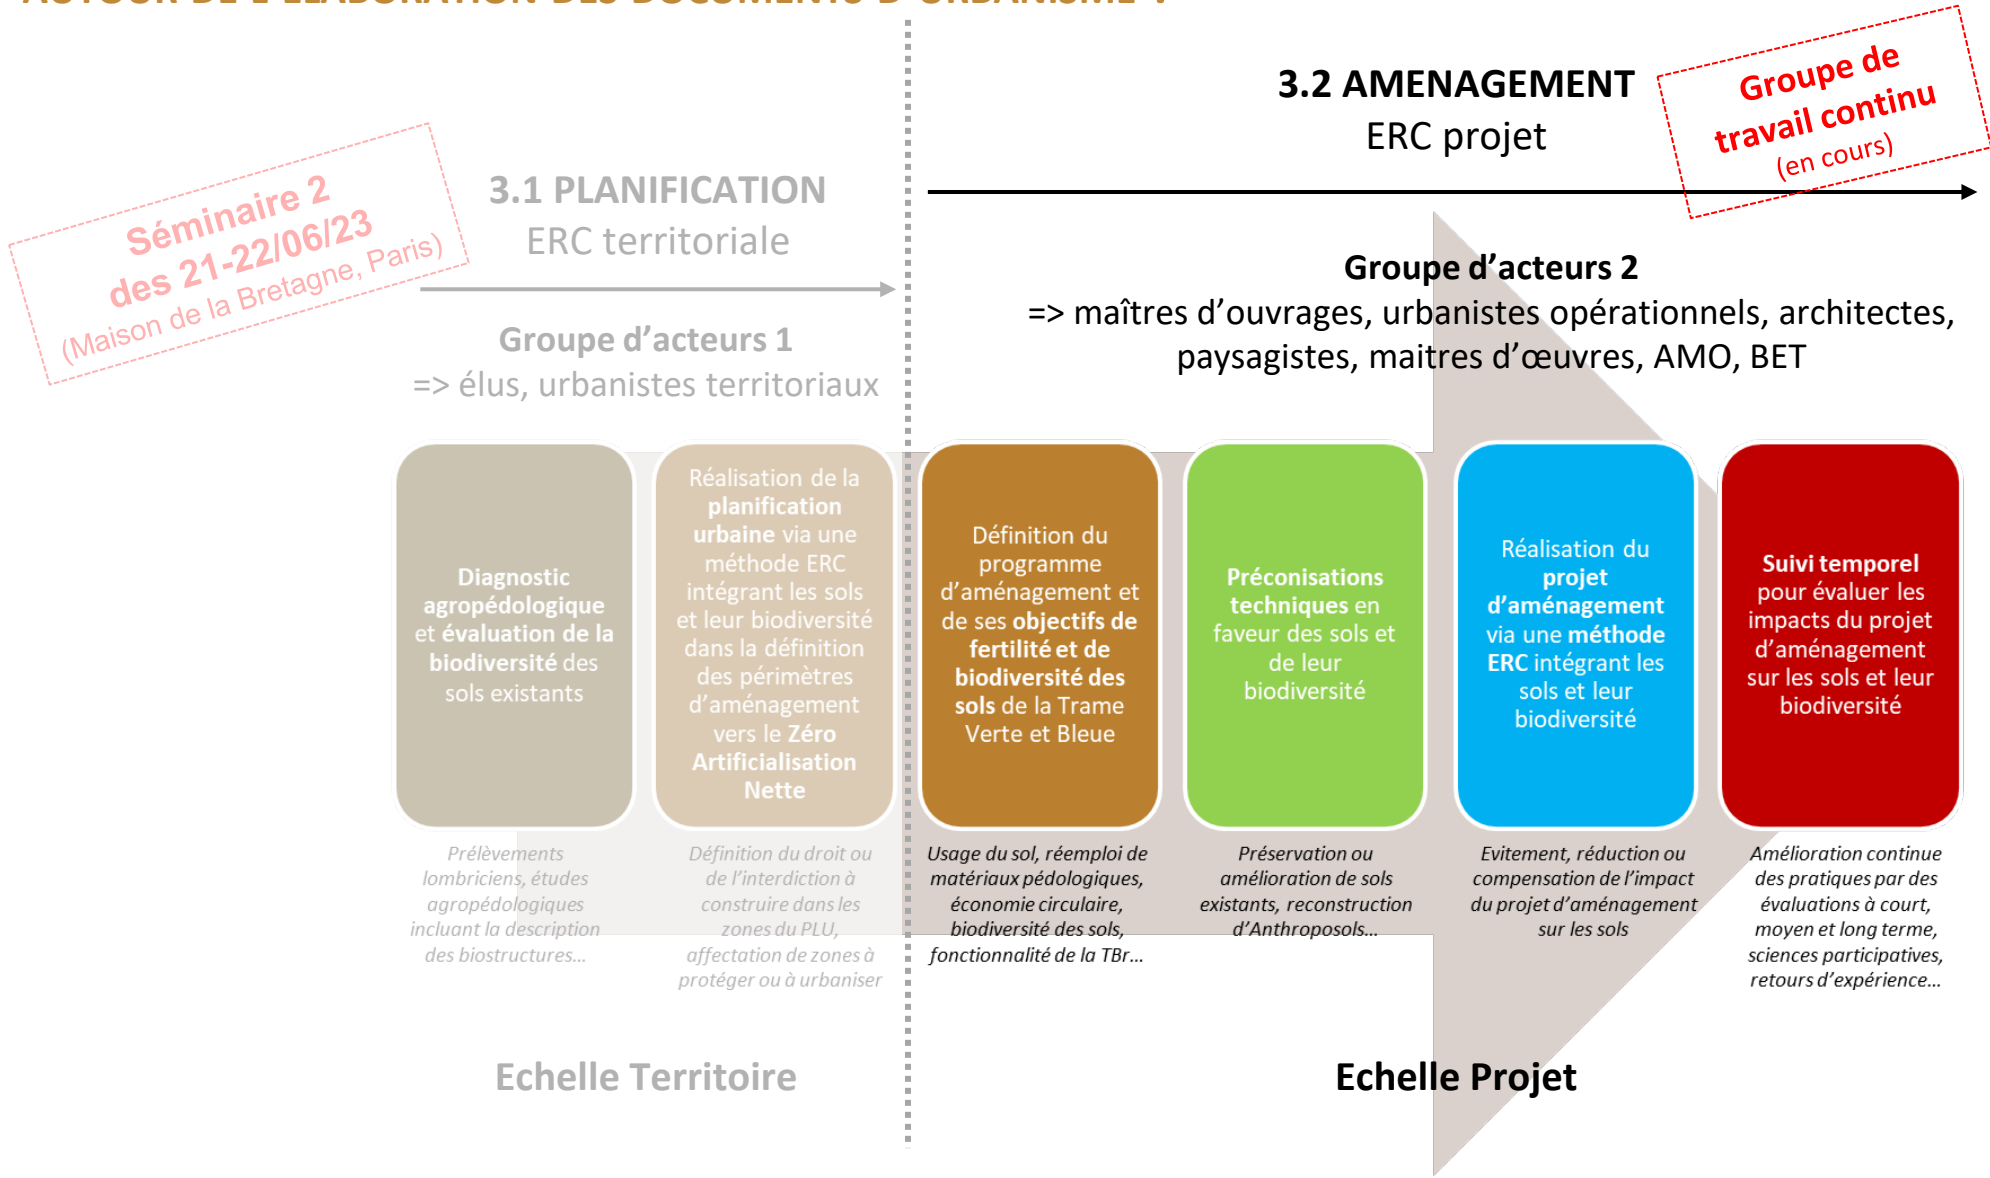 AUTOUR DE L'ELABORATION DES DOCUMENTS D'URBANISME :
3.2 AMENAGEMENT
ERC projet
Groupe de
travail continu
(en cours)
Séminaire 2
des 21-22/06/23
(Maison de la Bretagne, Paris)
3.1 PLANIFICATION
ERC territoriale
Groupe d'acteurs 1
=> élus, urbanistes territoriaux
Groupe d'acteurs 2
=> maîtres d'ouvrages, urbanistes opérationnels, architectes,
paysagistes, maitres d'œuvres, AMO, BET
Diagnostic
agropédologique
et évaluation de la
biodiversité des
sols existants
Réalisation de la
planification
urbaine via une
méthode ERC
intégrant les sols
et leur biodiversité
dans la définition
des périmètres
d'aménagement
vers le Zéro
Artificialisation
Nette
Définition du
programme
d'aménagement et
de ses objectifs de
fertilité et de
biodiversité des
sols de la Trame
Verte et Bleue
Préconisations
techniques en
faveur des sols et
de leur
biodiversité
Réalisation du
projet
d'aménagement
via une méthode
ERC intégrant les
sols et leur
biodiversité
Suivi temporel
pour évaluer les
impacts du projet
d'aménagement
sur les sols et leur
biodiversité
Prélèvements
lombriciens, études
agropédologiques
incluant la description
des biostructures...
Définition du droit ou
de l'interdiction à
construire dans les
zones du PLU,
affectation de zones à
protéger ou à urbaniser
Usage du sol, réemploi de
matériaux pédologiques,
économie circulaire,
biodiversité des sols,
fonctionnalité de la TBr...
Préservation ou
amélioration de sols
existants, reconstruction
d'Anthroposols...
Evitement, réduction ou
compensation de l'impact
du projet d'aménagement
sur les sols
Amélioration continue
des pratiques par des
évaluations à court,
moyen et long terme,
sciences participatives,
retours d'expérience...
Echelle Territoire
Echelle Projet